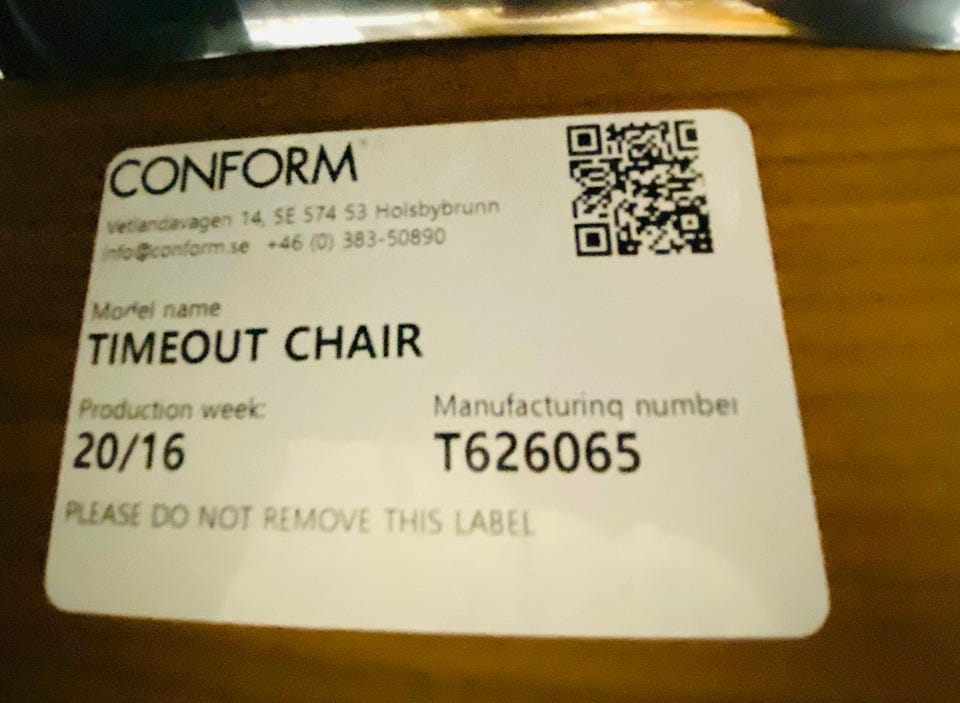 CONFORM
Vetlandavagen 14, SE 574 53 Holsbybrunn
info@conform.se +46 (0) 383-50890
Model name
TIMEOUT CHAIR
Production week:
20/16
Manufacturing number
T626065
PLEASE DO NOT REMOVE THIS LABEL